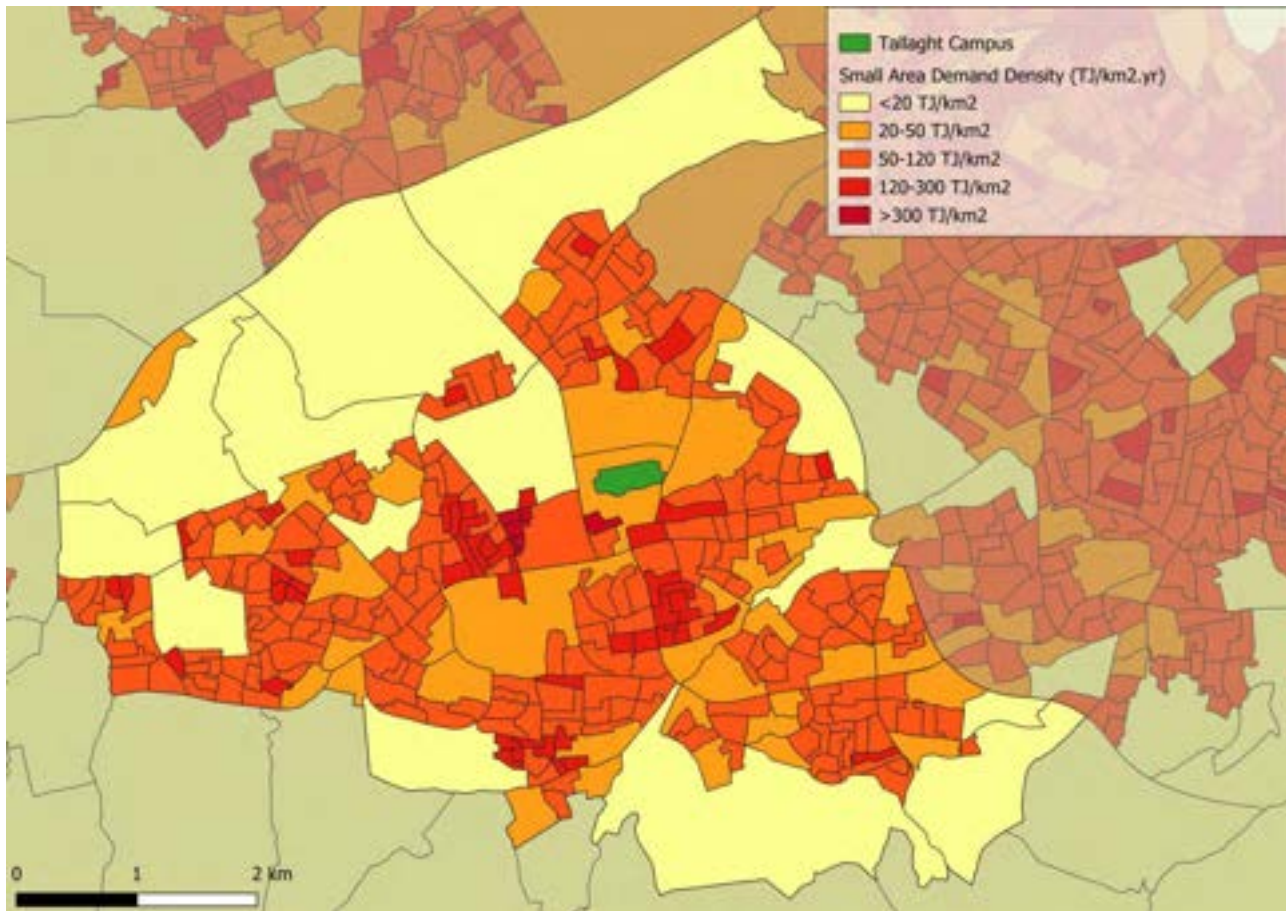 Tallaght Campus
Small Area Demand Density (TJ/km2.yr)
<20 TJ/km2
20-50 TJ/km2
50-120 TJ/km2
120-300 TJ/km2
>300 TJ/km2
0 1 2 km